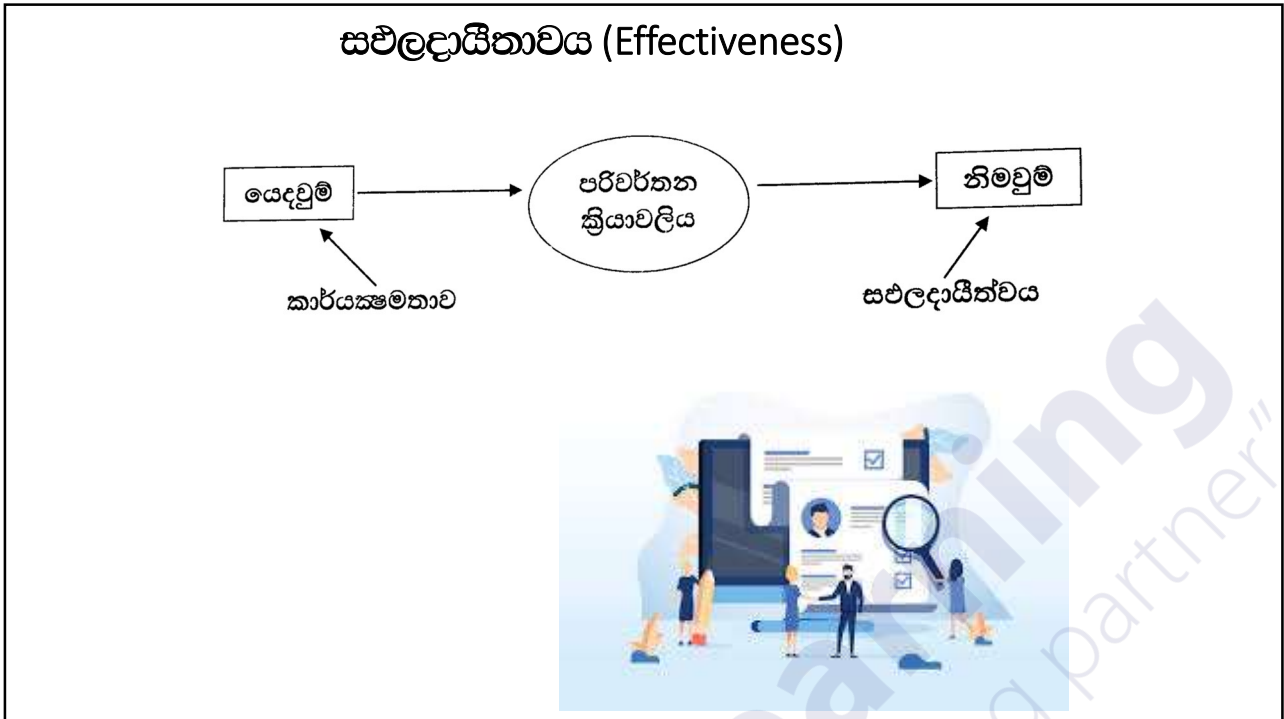 සඵලදායීතාවය (Effectiveness)
යෙදවුම්
පරිවර්තන
ක්‍රියාවලිය
නිමවුම්
කාර්යක්ෂමතාව
සඵලදායීත්වය